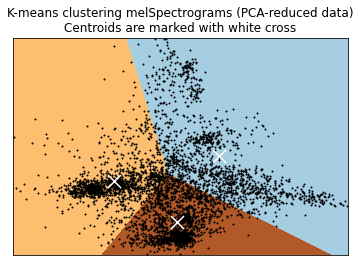 K-means clustering melSpectrograms (PCA-reduced data)
Centroids are marked with white cross